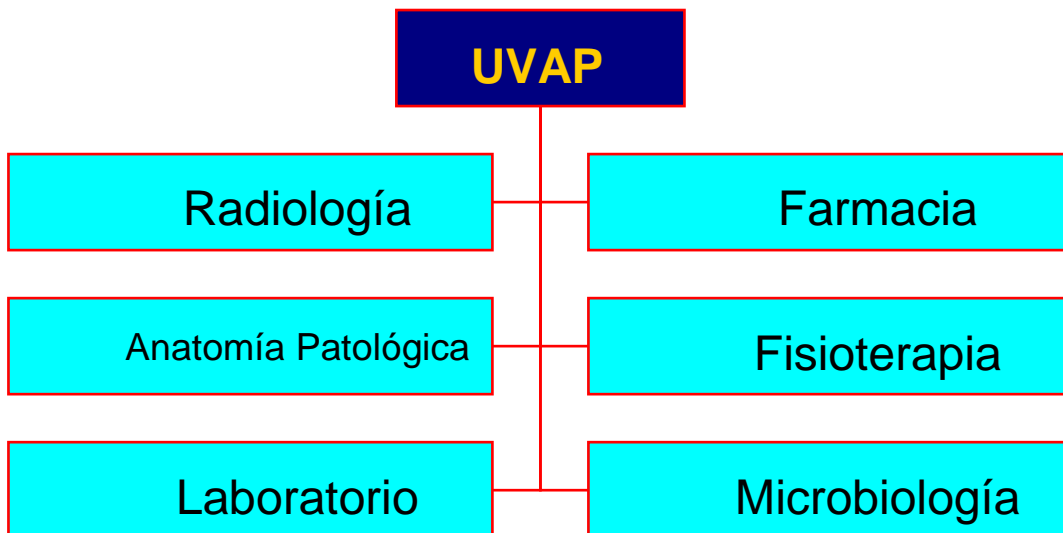 UVAP
Radiología
Farmacia
Anatomía Patológica
Fisioterapia
Laboratorio
Microbiología